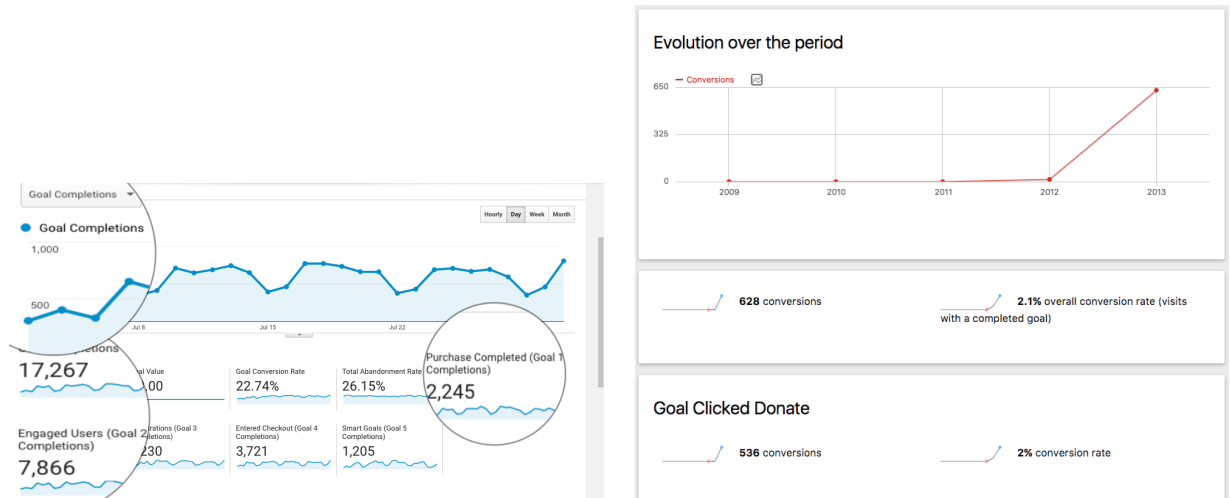 Goal Completions
Goal Completions
1,000
500
Hourly Day Week Month
Jul 8 Jul 15 Jul 22
17,267
Goal Conversion Rate
22.74%
Total Abandonment Rate
26.15%
Purchase Completed (Goal 1
Completions)
2,245
Engaged Users (Goal 2
Completions)
7,866
(Goal 3
230
Entered Checkout (Goal 4
Completions)
3,721
Smart Goals (Goal 5
Completions)
1,205
Evolution over the period
Conversions
650
325
0
2009 2010 2011 2012 2013
628 conversions
2.1% overall conversion rate (visits
with a completed goal)
Goal Clicked Donate
536 conversions
2% conversion rate